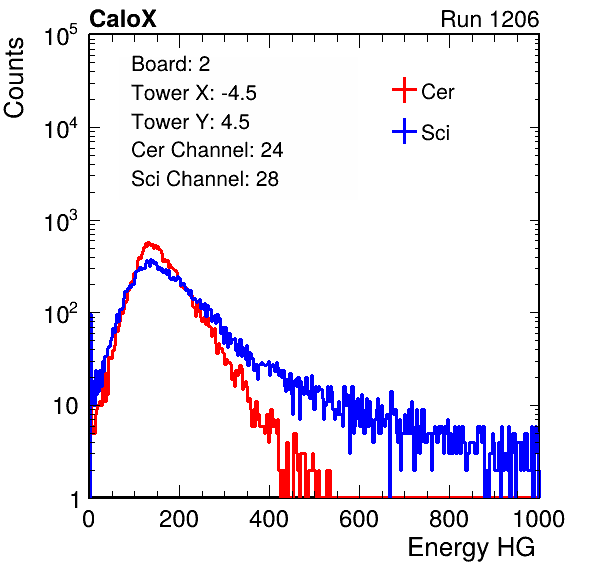 CaloX Run 1206
Counts
10^5
10^4
10^3
10^2
10
1
Board: 2
Tower X: -4.5
Tower Y: 4.5
Cer Channel: 24
Sci Channel: 28
Cer
Sci
0 200 400 600 800 1000
Energy HG